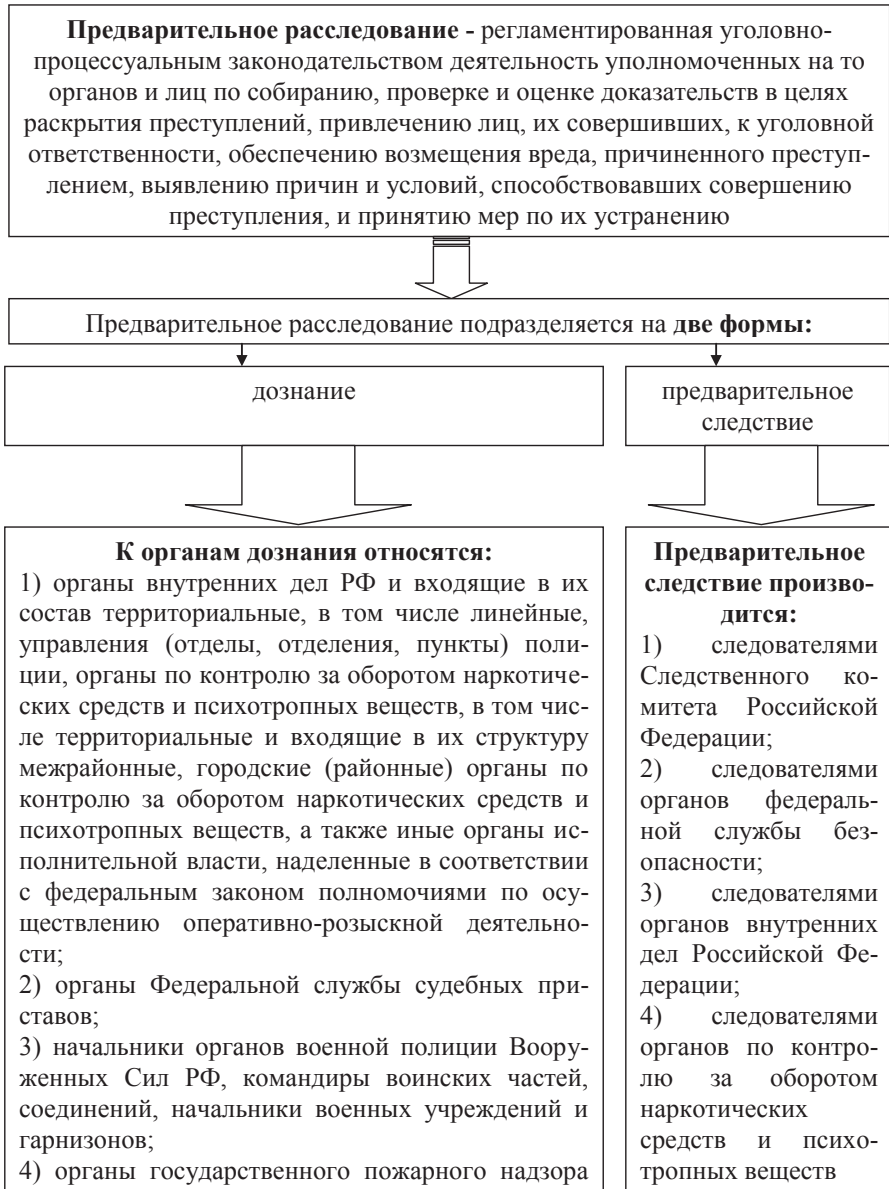 Предварительное расследование - регламентированная уголовно-
процессуальным законодательством деятельность уполномоченных на то
органов и лиц по собиранию, проверке и оценке доказательств в целях
раскрытия преступлений, привлечению лиц, их совершивших, к уголовной
ответственности, обеспечению возмещения вреда, причиненного преступ-
лением, выявлению причин и условий, способствовавших совершению
преступления, и принятию мер по их устранению
Предварительное расследование подразделяется на две формы:
дознание
предварительное
следствие
К органам дознания относятся:
1) органы внутренних дел РФ и входящие в их
состав территориальные, в том числе линейные,
управления (отделы, отделения, пункты) поли-
ции, органы по контролю за оборотом наркотиче-
ских средств и психотропных веществ, в том чис-
ле территориальные и входящие в их структуру
межрайонные, городские (районные) органы по
контролю за оборотом наркотических средств и
психотропных веществ, а также иные органы ис-
полнительной власти, наделенные в соответствии
с федеральным законом полномочиями по осу-
ществлению оперативно-розыскной деятельно-
сти;
2) органы Федеральной службы судебных при-
ставов;
3) начальники органов военной полиции Воору-
женных Сил РФ, командиры воинских частей,
соединений, начальники военных учреждений и
гарнизонов;
4) органы государственного пожарного надзора
Предварительное
следствие произво-
дится:
1) следователями
Следственного ко-
митета Российской
Федерации;
2) следователями
органов федераль-
ной службы без-
опасности;
3) следователями
органов внутренних
дел Российской Фе-
дерации;
4) следователями
органов по контро-
лю за оборотом
наркотических
средств и психо-
тропных веществ